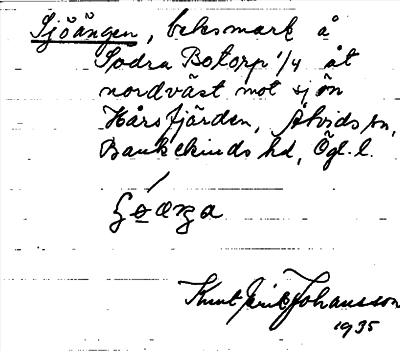 Sjöängen, betesmark å
Södra Botorp 1/4 åt
nordväst mot sjön
Hårsfjärden, Åtvids sn,
Bankekinds hd, Ögl. l.
Knut Erik Johansson
1935